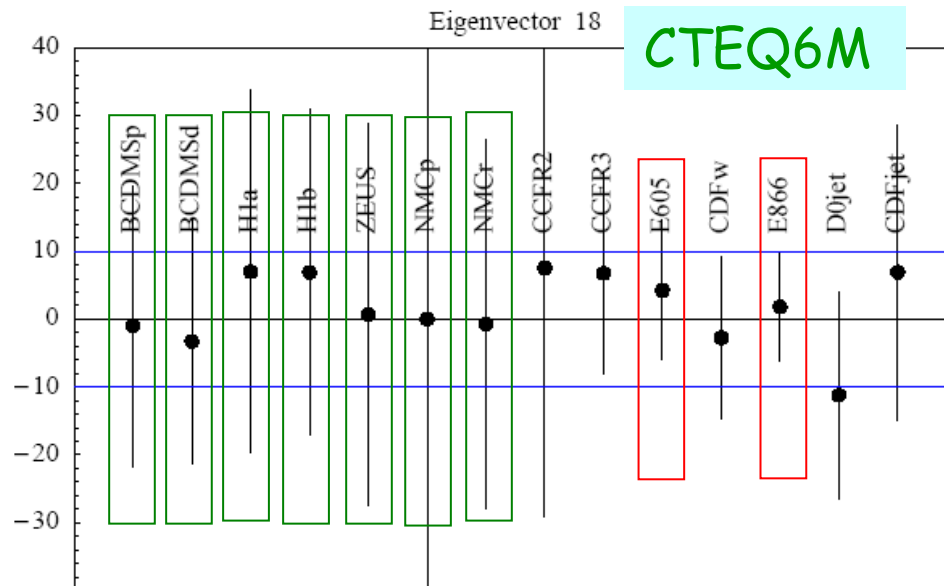 Eigenvector 18
CTEQ6M
40
30
20
10
0
−10
−20
−30
BCDMSp
BCDMSd
H1a
H1b
ZEUS
NMCp
NMCr
CCFR2
CCFR3
E605
CDFw
E866
D0jet
CDFjet